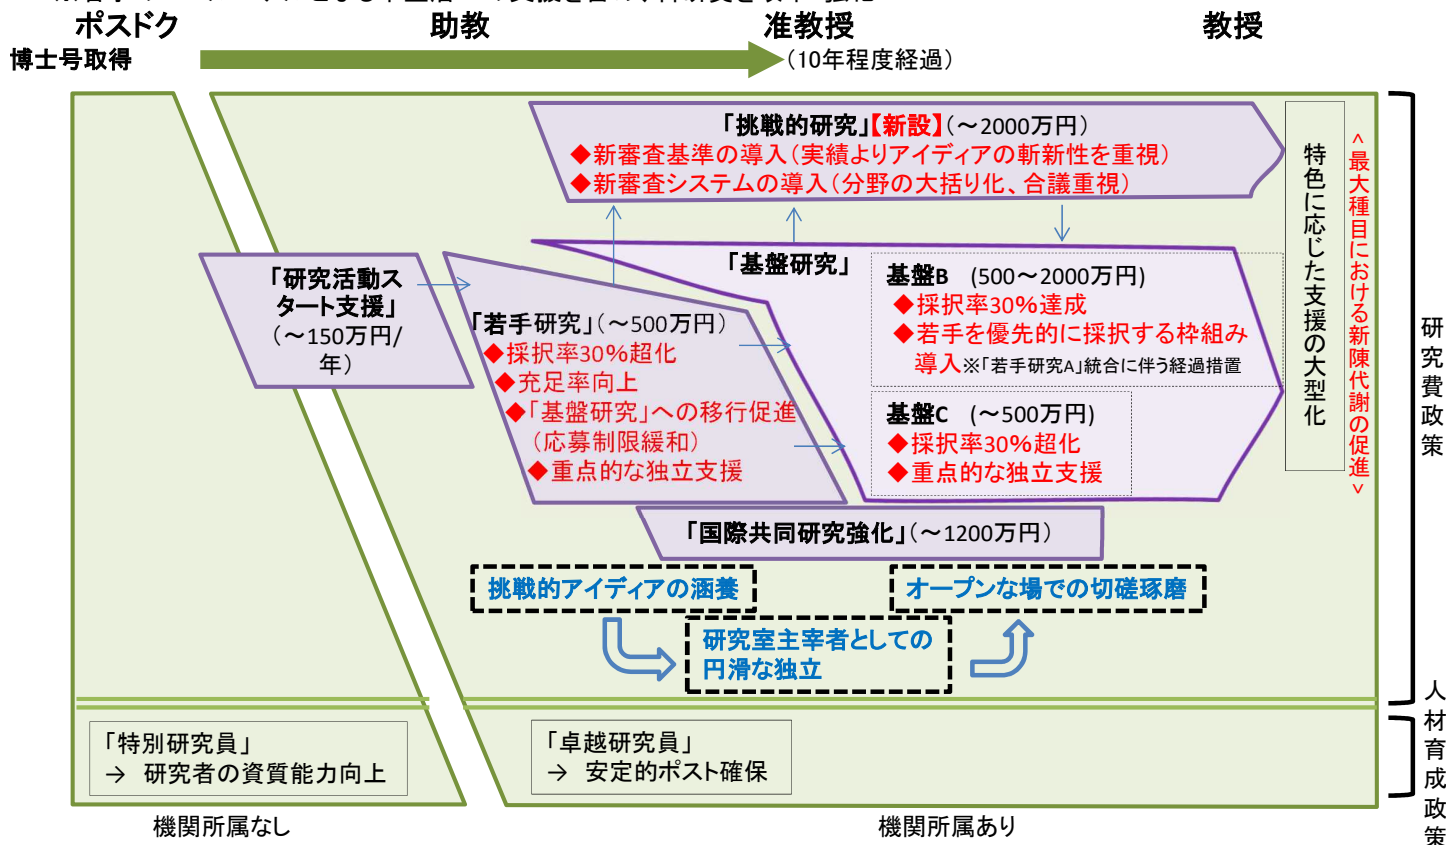 ポスドク 助教 准教授 教授
博士号取得 （10年程度経過）
「挑戦的研究」【新設】（～2000万円）
◆新審査基準の導入（実績よりアイディアの斬新性を重視）
◆新審査システムの導入（分野の大括り化、合議重視）
「研究活動ス
タート支援」
（～150万円/
年）
「若手研究」（～500万円）
◆採択率30％超化
◆充足率向上
◆「基盤研究」への移行促進
（応募制限緩和）
◆重点的な独立支援
「基盤研究」
基盤B （500～2000万円）
◆採択率30％達成
◆若手を優先的に採択する枠組み
導入※「若手研究A」統合に伴う経過措置
基盤C （～500万円）
◆採択率30％超化
◆重点的な独立支援
特色に応じた支援の大型化
＜最大種目における新陳代謝の促進＞
研究費政策
「国際共同研究強化」（～1200万円）
挑戦的アイディアの涵養
オープンな場での切磋琢磨
研究室主宰者としての
円滑な独立
「特別研究員」
→ 研究者の資質能力向上
「卓越研究員」
→ 安定的ポスト確保
人材育成政策
機関所属なし 機関所属あり